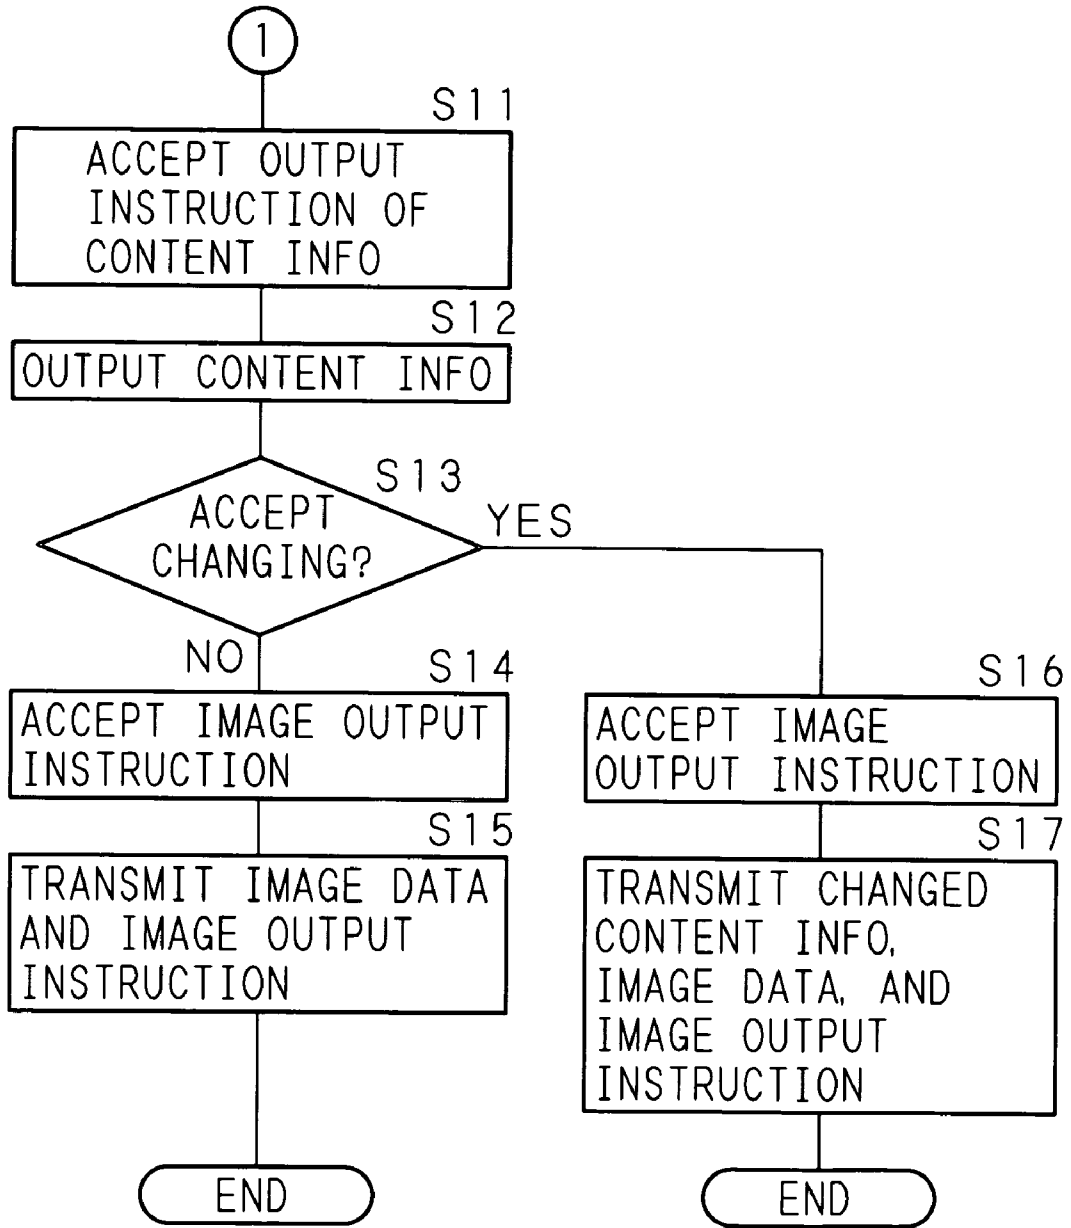 1
S11
ACCEPT OUTPUT
INSTRUCTION OF
CONTENT INFO
S12
OUTPUT CONTENT INFO
S13
ACCEPT
CHANGING?
YES
NO
S14
ACCEPT IMAGE OUTPUT
INSTRUCTION
S15
TRANSMIT IMAGE DATA
AND IMAGE OUTPUT
INSTRUCTION
END
S16
ACCEPT IMAGE
OUTPUT INSTRUCTION
S17
TRANSMIT CHANGED
CONTENT INFO,
IMAGE DATA, AND
IMAGE OUTPUT
INSTRUCTION
END